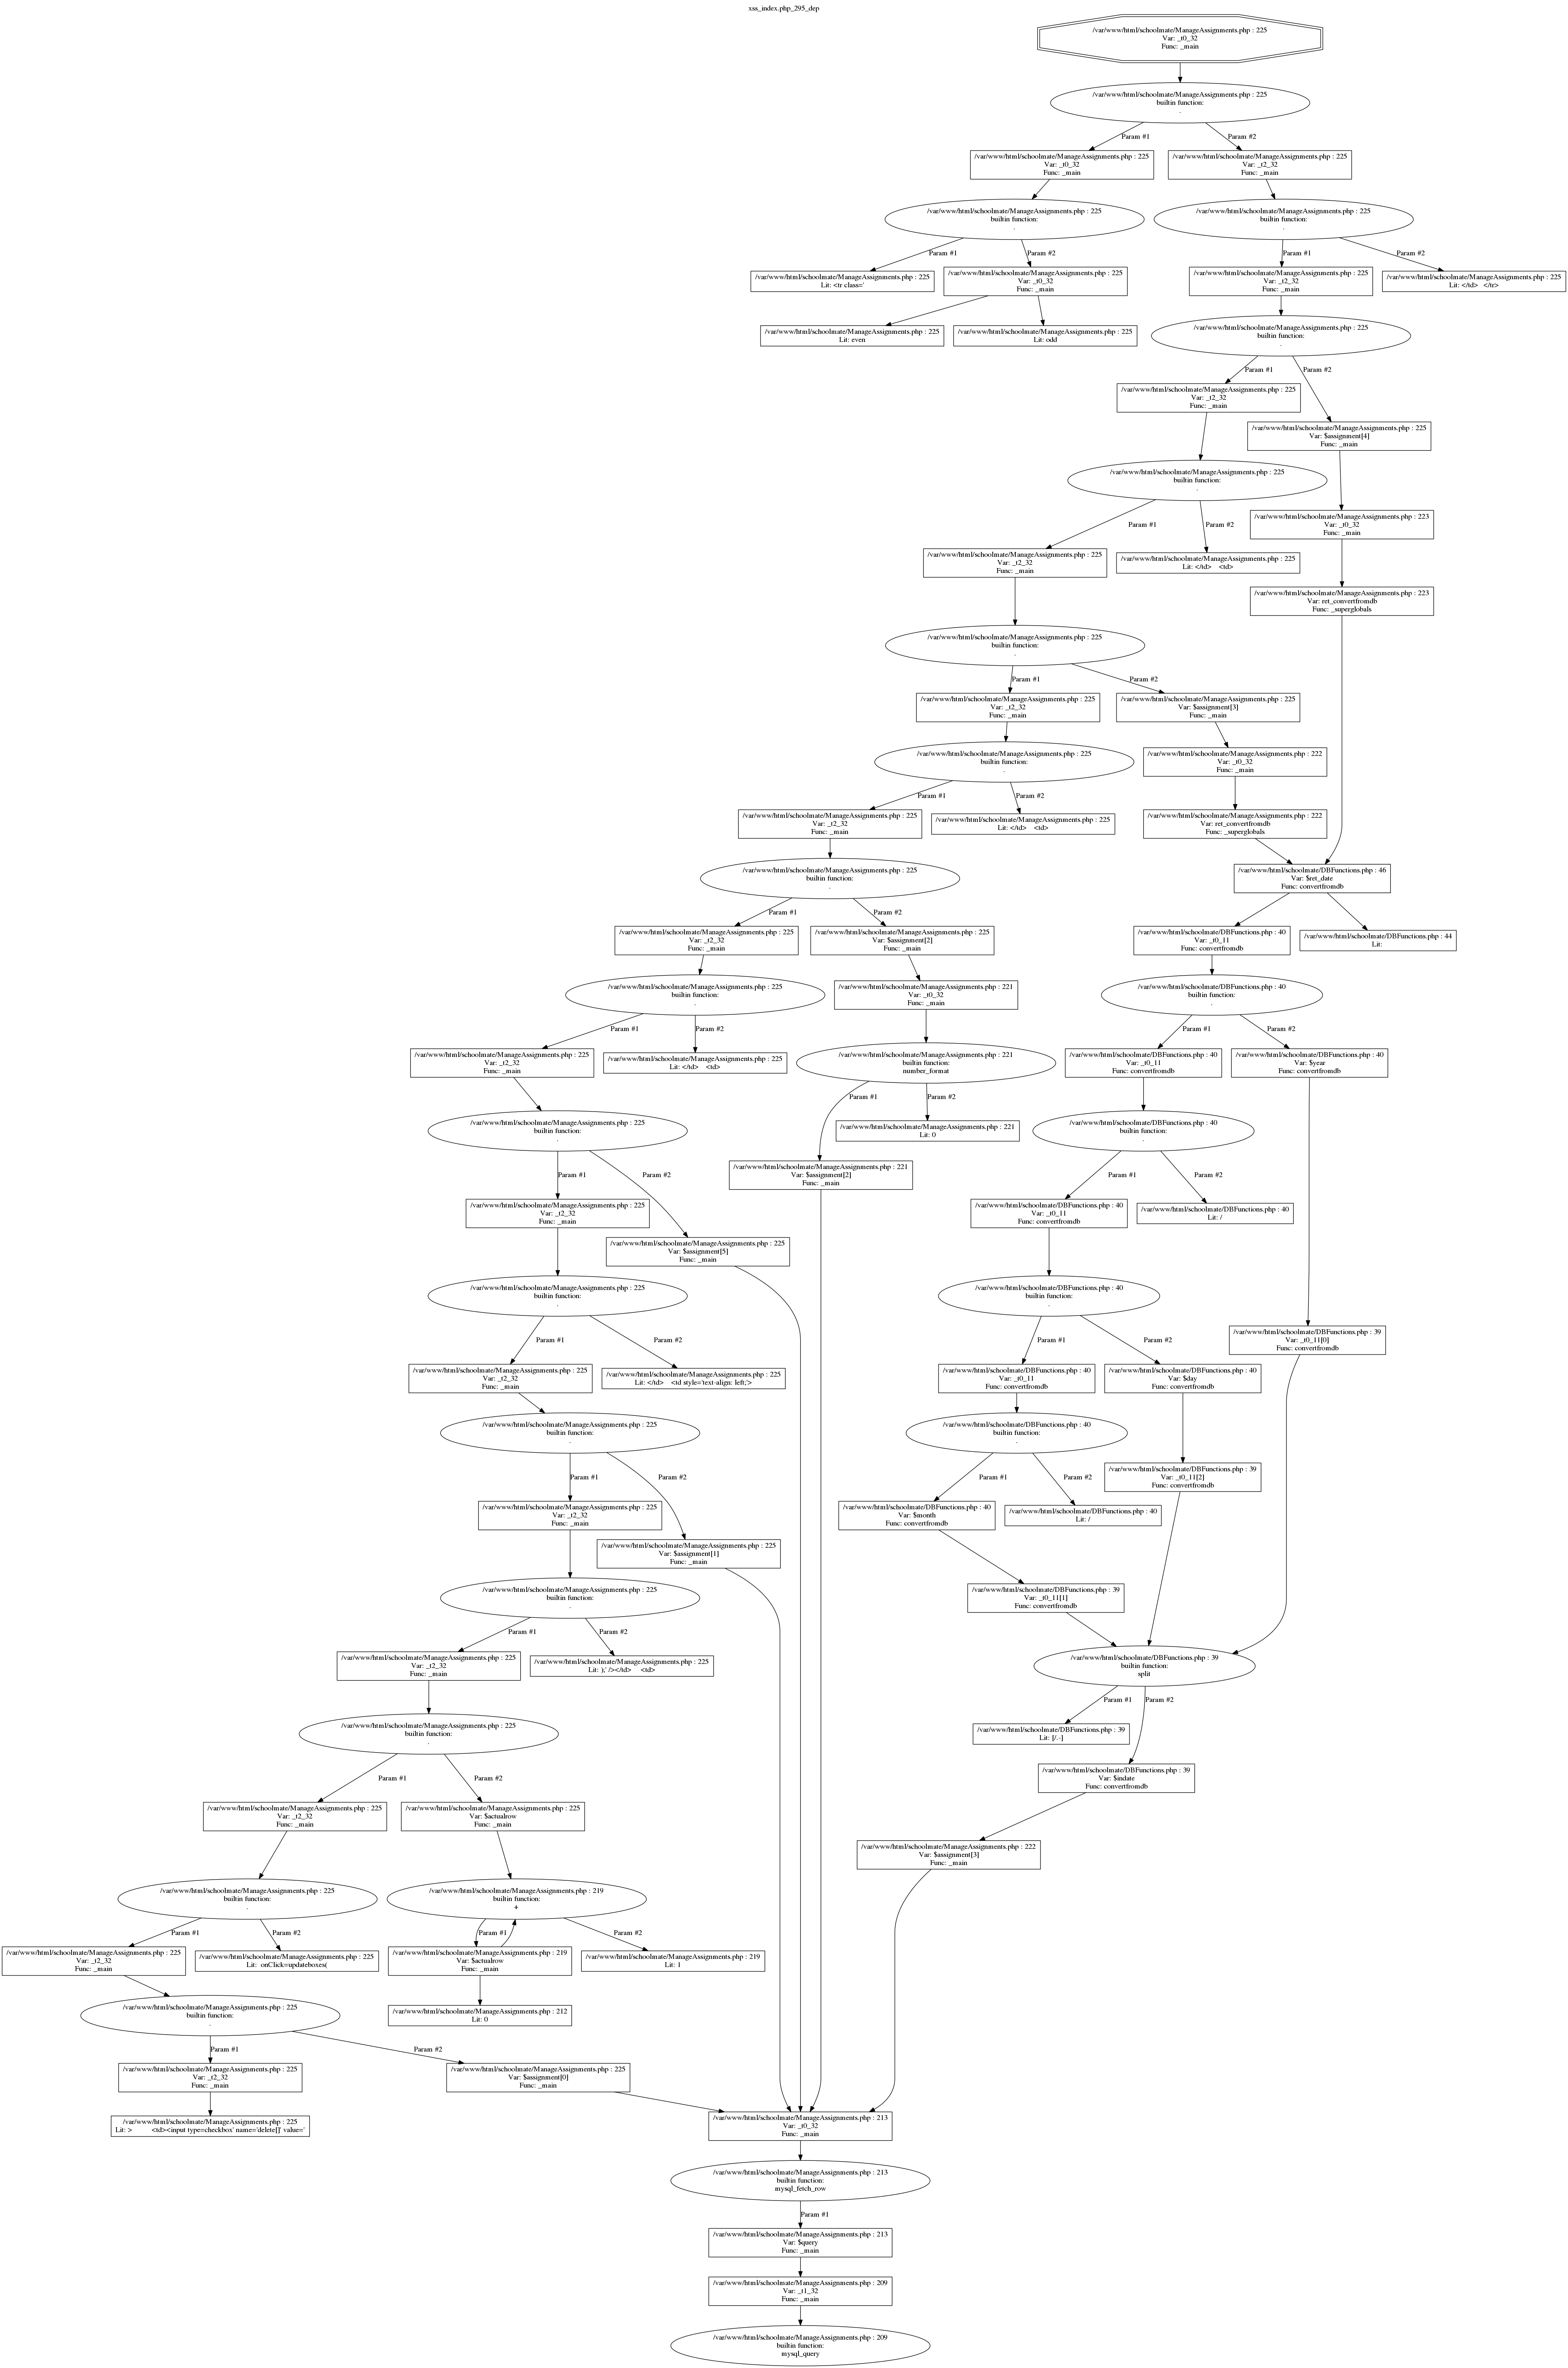 xss_index.php_295_dep
/var/www/html/schoolmate/ManageAssignments.php : 225
Var: _t0_32
Func: _main
/var/www/html/schoolmate/ManageAssignments.php : 225
builtin function:
.
Param #1
Param #2
/var/www/html/schoolmate/ManageAssignments.php : 225
Var: _t0_32
Func: _main
/var/www/html/schoolmate/ManageAssignments.php : 225
Var: _t2_32
Func: _main
/var/www/html/schoolmate/ManageAssignments.php : 225
builtin function:
.
/var/www/html/schoolmate/ManageAssignments.php : 225
builtin function:
.
Param #1
Param #2
Param #1
Param #2
/var/www/html/schoolmate/ManageAssignments.php : 225
Lit: <tr class='
/var/www/html/schoolmate/ManageAssignments.php : 225
Var: _t0_32
Func: _main
/var/www/html/schoolmate/ManageAssignments.php : 225
Var: _t2_32
Func: _main
/var/www/html/schoolmate/ManageAssignments.php : 225
Lit: </td>   </tr>
/var/www/html/schoolmate/ManageAssignments.php : 225
Lit: even
/var/www/html/schoolmate/ManageAssignments.php : 225
Lit: odd
/var/www/html/schoolmate/ManageAssignments.php : 225
builtin function:
.
Param #1
Param #2
/var/www/html/schoolmate/ManageAssignments.php : 225
Var: _t2_32
Func: _main
/var/www/html/schoolmate/ManageAssignments.php : 225
Var: $assignment[4]
Func: _main
/var/www/html/schoolmate/ManageAssignments.php : 225
builtin function:
.
Param #1
Param #2
/var/www/html/schoolmate/ManageAssignments.php : 223
Var: _t0_32
Func: _main
/var/www/html/schoolmate/ManageAssignments.php : 225
Var: _t2_32
Func: _main
/var/www/html/schoolmate/ManageAssignments.php : 225
Lit: </td>    <td>
/var/www/html/schoolmate/ManageAssignments.php : 223
Var: ret_convertfromdb
Func: _superglobals
/var/www/html/schoolmate/ManageAssignments.php : 225
builtin function:
.
Param #1
Param #2
/var/www/html/schoolmate/ManageAssignments.php : 225
Var: _t2_32
Func: _main
/var/www/html/schoolmate/ManageAssignments.php : 225
Var: $assignment[3]
Func: _main
/var/www/html/schoolmate/ManageAssignments.php : 225
builtin function:
.
/var/www/html/schoolmate/ManageAssignments.php : 222
Var: _t0_32
Func: _main
Param #1
Param #2
/var/www/html/schoolmate/ManageAssignments.php : 225
Var: _t2_32
Func: _main
/var/www/html/schoolmate/ManageAssignments.php : 225
Lit: </td>    <td>
/var/www/html/schoolmate/ManageAssignments.php : 222
Var: ret_convertfromdb
Func: _superglobals
/var/www/html/schoolmate/ManageAssignments.php : 225
builtin function:
.
/var/www/html/schoolmate/DBFunctions.php : 46
Var: $ret_date
Func: convertfromdb
Param #1
Param #2
/var/www/html/schoolmate/ManageAssignments.php : 225
Var: _t2_32
Func: _main
/var/www/html/schoolmate/ManageAssignments.php : 225
Var: $assignment[2]
Func: _main
/var/www/html/schoolmate/DBFunctions.php : 40
Var: _t0_11
Func: convertfromdb
/var/www/html/schoolmate/DBFunctions.php : 44
Lit:
/var/www/html/schoolmate/ManageAssignments.php : 225
builtin function:
.
/var/www/html/schoolmate/ManageAssignments.php : 221
Var: _t0_32
Func: _main
/var/www/html/schoolmate/DBFunctions.php : 40
builtin function:
.
Param #1
Param #2
Param #1
Param #2
/var/www/html/schoolmate/ManageAssignments.php : 225
Var: _t2_32
Func: _main
/var/www/html/schoolmate/ManageAssignments.php : 225
Lit: </td>    <td>
/var/www/html/schoolmate/ManageAssignments.php : 221
builtin function:
number_format
/var/www/html/schoolmate/DBFunctions.php : 40
Var: _t0_11
Func: convertfromdb
/var/www/html/schoolmate/DBFunctions.php : 40
Var: $year
Func: convertfromdb
Param #1
Param #2
/var/www/html/schoolmate/ManageAssignments.php : 225
builtin function:
.
/var/www/html/schoolmate/ManageAssignments.php : 221
Lit: 0
/var/www/html/schoolmate/DBFunctions.php : 40
builtin function:
.
Param #1
Param #2
/var/www/html/schoolmate/ManageAssignments.php : 221
Var: $assignment[2]
Func: _main
Param #1
Param #2
/var/www/html/schoolmate/ManageAssignments.php : 225
Var: _t2_32
Func: _main
/var/www/html/schoolmate/DBFunctions.php : 40
Var: _t0_11
Func: convertfromdb
/var/www/html/schoolmate/DBFunctions.php : 40
Lit: /
/var/www/html/schoolmate/ManageAssignments.php : 225
Var: $assignment[5]
Func: _main
/var/www/html/schoolmate/ManageAssignments.php : 225
builtin function:
.
/var/www/html/schoolmate/DBFunctions.php : 40
builtin function:
.
Param #1
Param #2
Param #1
Param #2
/var/www/html/schoolmate/DBFunctions.php : 39
Var: _t0_11[0]
Func: convertfromdb
/var/www/html/schoolmate/ManageAssignments.php : 225
Var: _t2_32
Func: _main
/var/www/html/schoolmate/ManageAssignments.php : 225
Lit: </td>    <td style='text-align: left;'>
/var/www/html/schoolmate/DBFunctions.php : 40
Var: _t0_11
Func: convertfromdb
/var/www/html/schoolmate/DBFunctions.php : 40
Var: $day
Func: convertfromdb
/var/www/html/schoolmate/ManageAssignments.php : 225
builtin function:
.
/var/www/html/schoolmate/DBFunctions.php : 40
builtin function:
.
Param #1
Param #2
Param #1
Param #2
/var/www/html/schoolmate/DBFunctions.php : 39
Var: _t0_11[2]
Func: convertfromdb
/var/www/html/schoolmate/ManageAssignments.php : 225
Var: _t2_32
Func: _main
/var/www/html/schoolmate/DBFunctions.php : 40
Var: $month
Func: convertfromdb
/var/www/html/schoolmate/DBFunctions.php : 40
Lit: /
/var/www/html/schoolmate/ManageAssignments.php : 225
Var: $assignment[1]
Func: _main
/var/www/html/schoolmate/ManageAssignments.php : 225
builtin function:
.
/var/www/html/schoolmate/DBFunctions.php : 39
Var: _t0_11[1]
Func: convertfromdb
Param #1
Param #2
/var/www/html/schoolmate/ManageAssignments.php : 225
Var: _t2_32
Func: _main
/var/www/html/schoolmate/ManageAssignments.php : 225
Lit: );' /></td>     <td>
/var/www/html/schoolmate/DBFunctions.php : 39
builtin function:
split
Param #1
Param #2
/var/www/html/schoolmate/ManageAssignments.php : 225
builtin function:
.
/var/www/html/schoolmate/DBFunctions.php : 39
Lit: [/.-]
Param #1
Param #2
/var/www/html/schoolmate/DBFunctions.php : 39
Var: $indate
Func: convertfromdb
/var/www/html/schoolmate/ManageAssignments.php : 225
Var: _t2_32
Func: _main
/var/www/html/schoolmate/ManageAssignments.php : 225
Var: $actualrow
Func: _main
/var/www/html/schoolmate/ManageAssignments.php : 222
Var: $assignment[3]
Func: _main
/var/www/html/schoolmate/ManageAssignments.php : 225
builtin function:
.
/var/www/html/schoolmate/ManageAssignments.php : 219
builtin function:
+
Param #1
Param #2
Param #1
Param #2
/var/www/html/schoolmate/ManageAssignments.php : 225
Var: _t2_32
Func: _main
/var/www/html/schoolmate/ManageAssignments.php : 225
Lit:  onClick=updateboxes(
/var/www/html/schoolmate/ManageAssignments.php : 219
Var: $actualrow
Func: _main
/var/www/html/schoolmate/ManageAssignments.php : 219
Lit: 1
/var/www/html/schoolmate/ManageAssignments.php : 225
builtin function:
.
/var/www/html/schoolmate/ManageAssignments.php : 212
Lit: 0
Param #1
Param #2
/var/www/html/schoolmate/ManageAssignments.php : 225
Var: _t2_32
Func: _main
/var/www/html/schoolmate/ManageAssignments.php : 225
Var: $assignment[0]
Func: _main
/var/www/html/schoolmate/ManageAssignments.php : 225
Lit: >          <td><input type=checkbox' name='delete[]' value='
/var/www/html/schoolmate/ManageAssignments.php : 213
Var: _t0_32
Func: _main
/var/www/html/schoolmate/ManageAssignments.php : 213
builtin function:
mysql_fetch_row
Param #1
/var/www/html/schoolmate/ManageAssignments.php : 213
Var: $query
Func: _main
/var/www/html/schoolmate/ManageAssignments.php : 209
Var: _t1_32
Func: _main
/var/www/html/schoolmate/ManageAssignments.php : 209
builtin function:
mysql_query